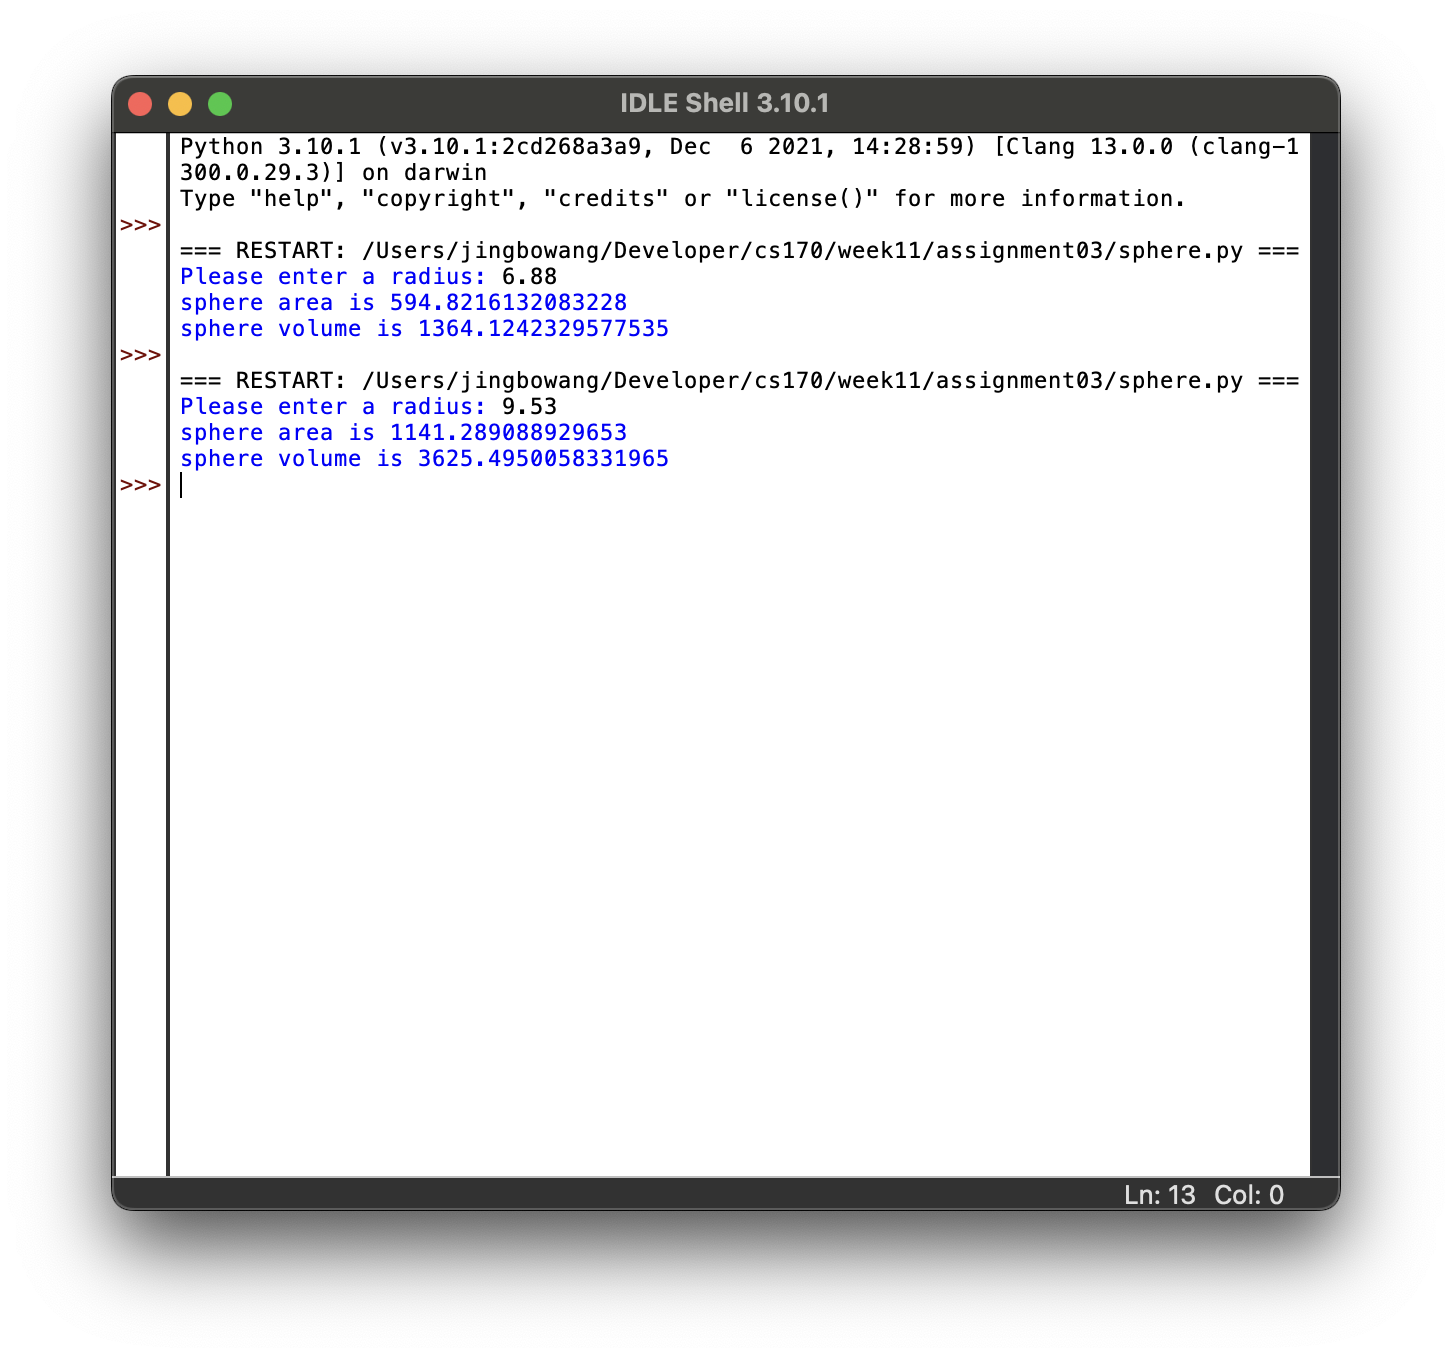 IDLE Shell 3.10.1
Python 3.10.1 (v3.10.1:2cd268a3a9, Dec  6 2021, 14:28:59) [Clang 13.0.0 (clang-1
300.0.29.3)] on darwin
Type "help", "copyright", "credits" or "license()" for more information.
>>>
=== RESTART: /Users/jingbowang/Developer/cs170/week11/assignment03/sphere.py ===
Please enter a radius: 6.88
sphere area is 594.8216132083228
sphere volume is 1364.1242329577535
>>>
=== RESTART: /Users/jingbowang/Developer/cs170/week11/assignment03/sphere.py ===
Please enter a radius: 9.53
sphere area is 1141.289088929653
sphere volume is 3625.4950058331965
>>>
Ln: 13 Col: 0